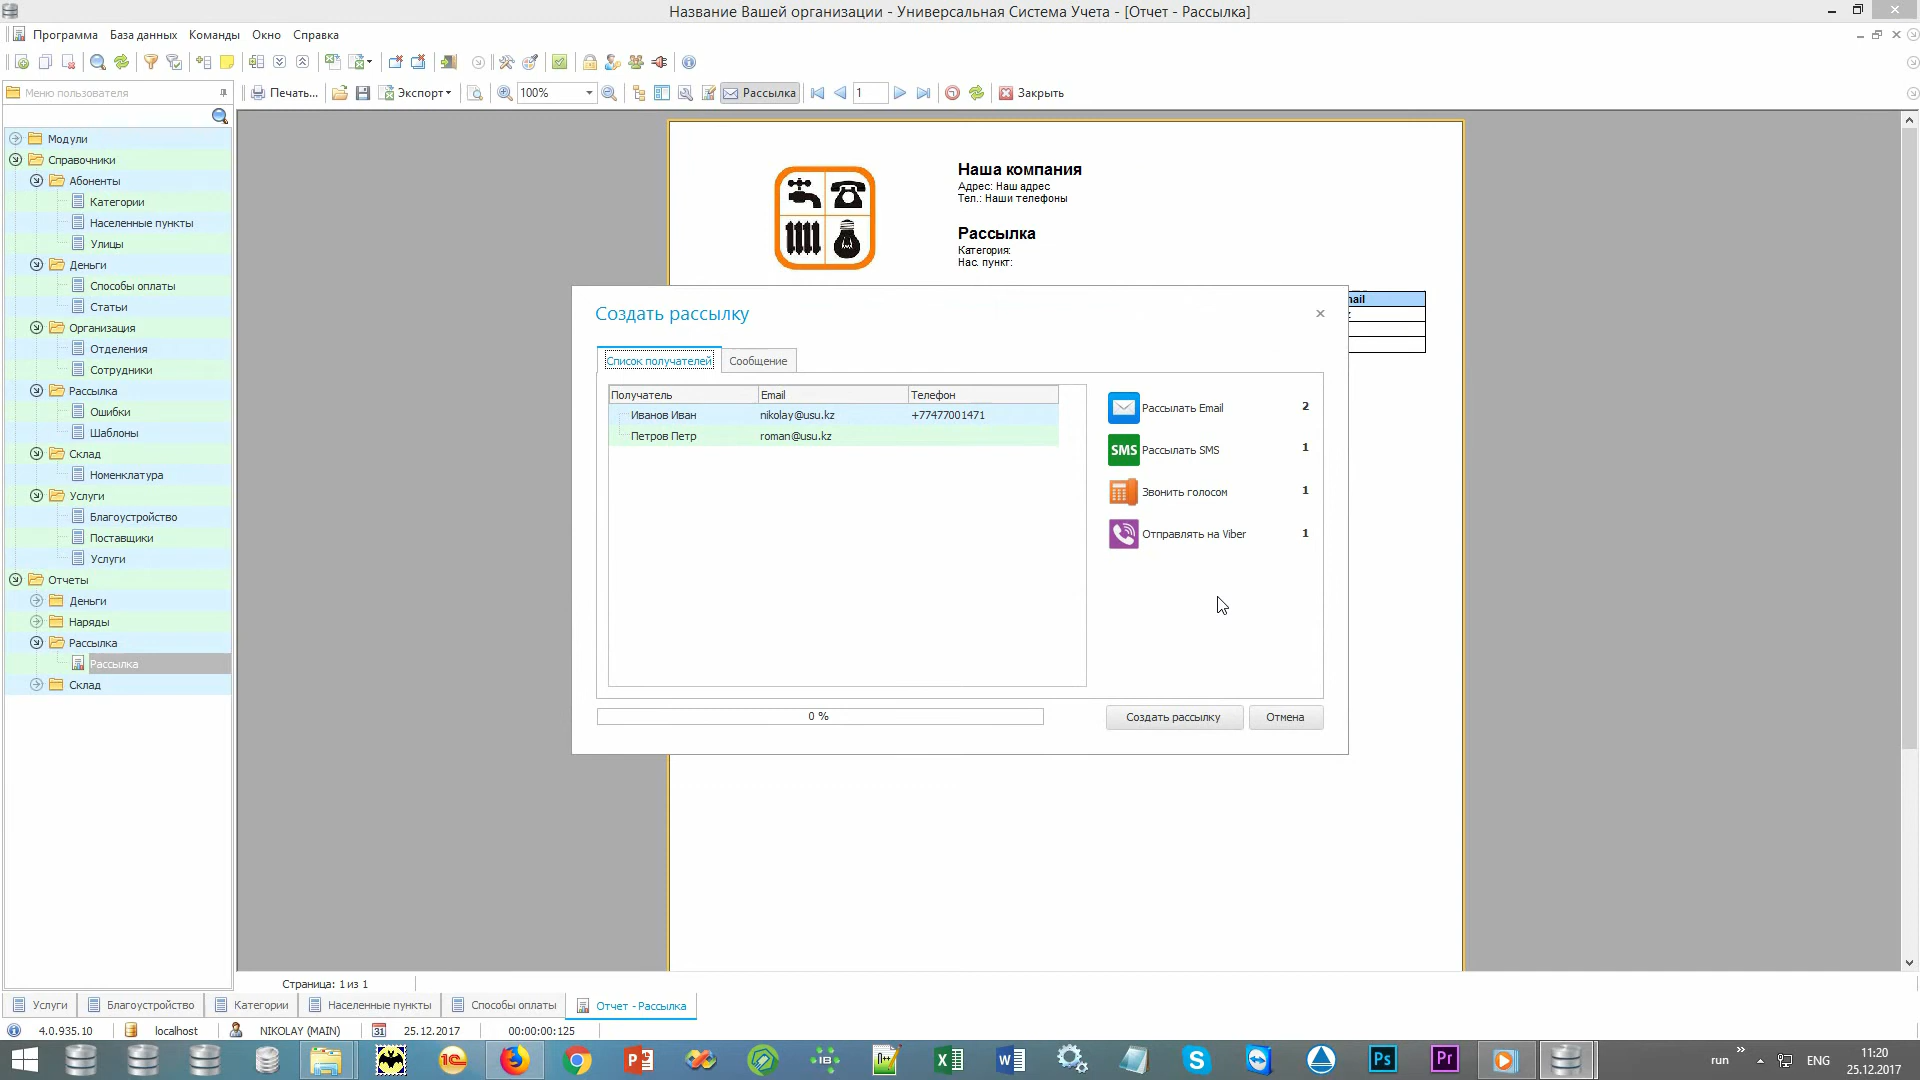 Название Вашей организации - Универсальная Система Учета - [Отчет - Рассылка]
Программа База данных Команды Окно Справка
Меню пользователя
Печать... Экспорт 100% Рассылка 1 Закрыть
Модули
Справочники
Абоненты
Категории
Населенные пункты
Улицы
Деньги
Способы оплаты
Статьи
Организация
Отделения
Сотрудники
Рассылка
Ошибки
Шаблоны
Склад
Номенклатура
Услуги
Благоустройство
Поставщики
Услуги
Отчеты
Деньги
Наряды
Рассылка
Рассылка
Склад
Наша компания
Адрес: Наш адрес
Тел.: Наши телефоны
Рассылка
Категория:
Нас. пункт:
Создать рассылку
Список получателей Сообщение
Получатель Email Телефон
Иванов Иван nikolay@usu.kz +77477001471
Петров Петр roman@usu.kz
Рассылать Email 2
SMS Рассылать SMS 1
Звонить голосом 1
Отправлять на Viber 1
0 %
Создать рассылку Отмена
Страница: 1 из 1
Услуги Благоустройство Категории Населенные пункты Способы оплаты Отчет - Рассылка
4.0.935.10 localhost NIKOLAY (MAIN) 31 25.12.2017 00:00:00:125
run ENG 11:20
25.12.2017